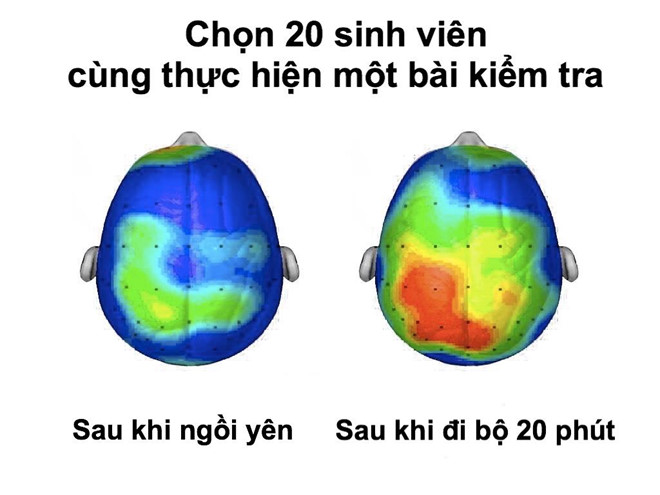 Chọn 20 sinh viên
cùng thực hiện một bài kiểm tra
Sau khi ngồi yên
Sau khi đi bộ 20 phút